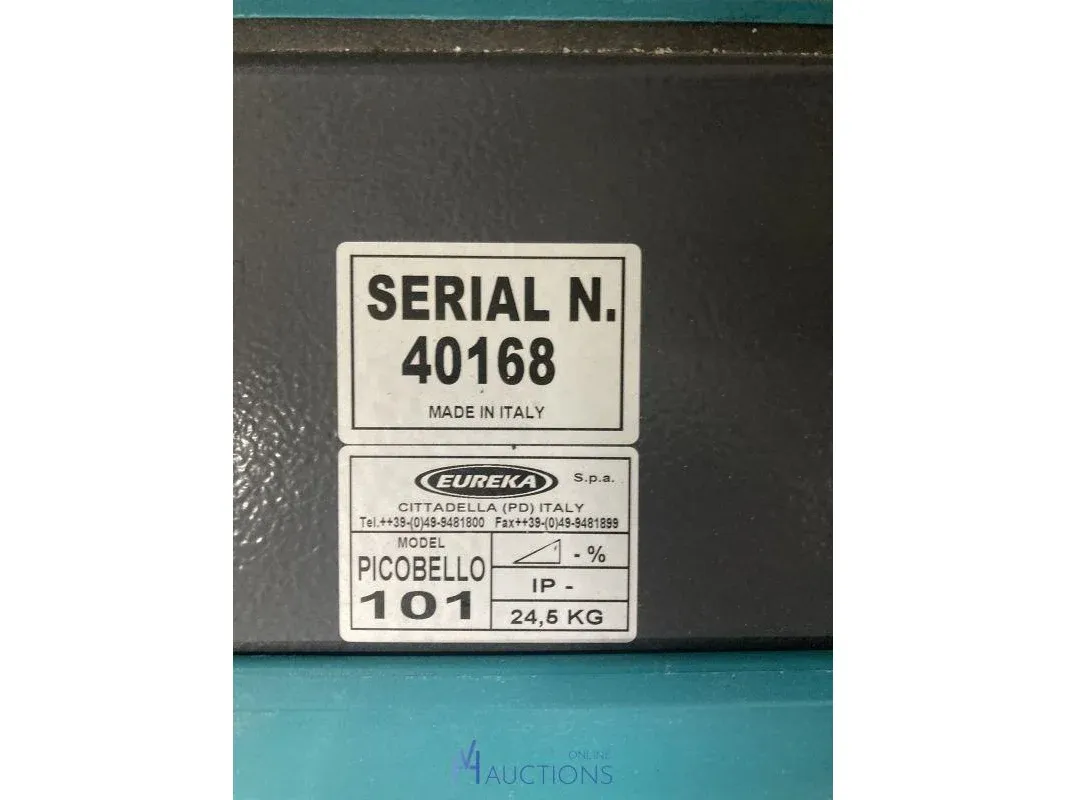 SERIAL N.
40168
MADE IN ITALY
EUREKA S.p.a.
CITTADELLA (PD) ITALY
Tel.++39-(0)49-9481800 Fax++39-(0)49-9481899
MODEL
PICOBELLO
101
- %
IP -
24,5 KG
V4 ONLINE
AUCTIONS